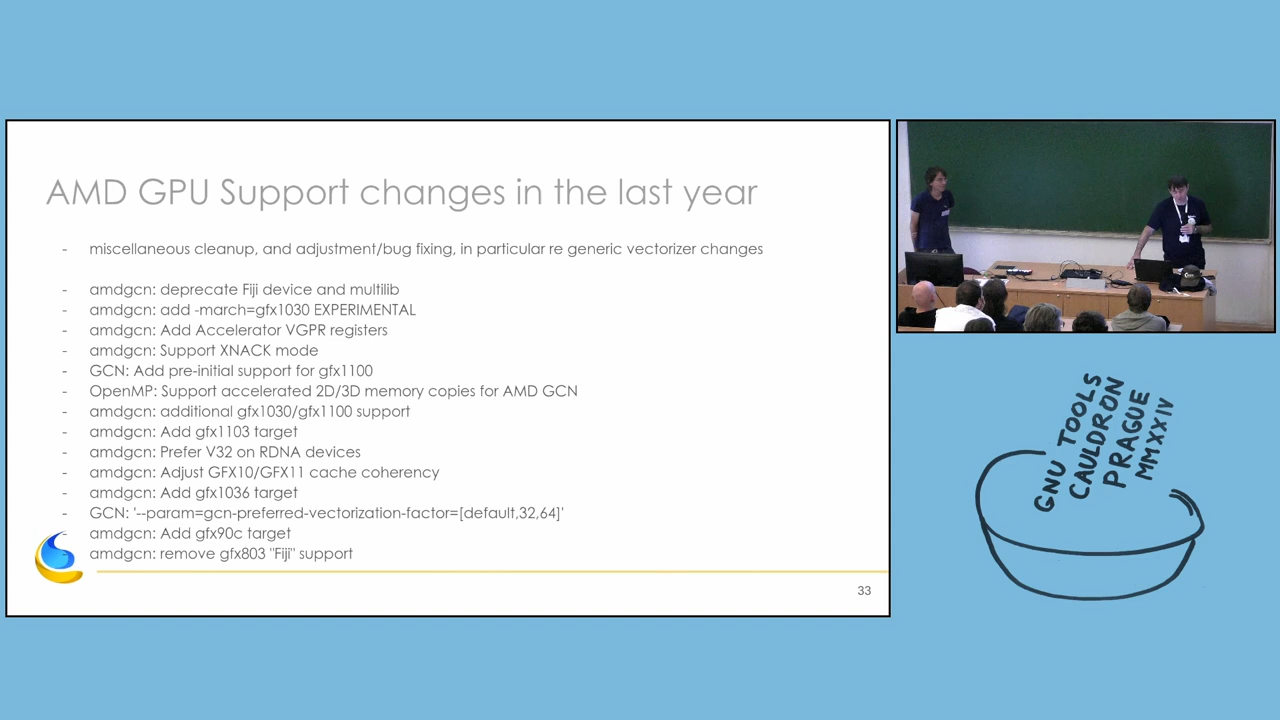 AMD GPU Support changes in the last year
- miscellaneous cleanup, and adjustment/bug fixing, in particular re generic vectorizer changes
- amdgcn: deprecate Fiji device and multilib
- amdgcn: add -march=gfx1030 EXPERIMENTAL
- amdgcn: Add Accelerator VGPR registers
- amdgcn: Support XNACK mode
- GCN: Add pre-initial support for gfx1100
- OpenMP: Support accelerated 2D/3D memory copies for AMD GCN
- amdgcn: additional gfx1030/gfx1100 support
- amdgcn: Add gfx1103 target
- amdgcn: Prefer V32 on RDNA devices
- amdgcn: Adjust GFX10/GFX11 cache coherency
- amdgcn: Add gfx1036 target
- GCN: '--param=gcn-preferred-vectorization-factor=[default,32,64]'
- amdgcn: Add gfx90c target
amdgcn: remove gfx803 "Fiji" support
33
GNU TOOLS
CAULDRON
PRAGUE
MMXXIV